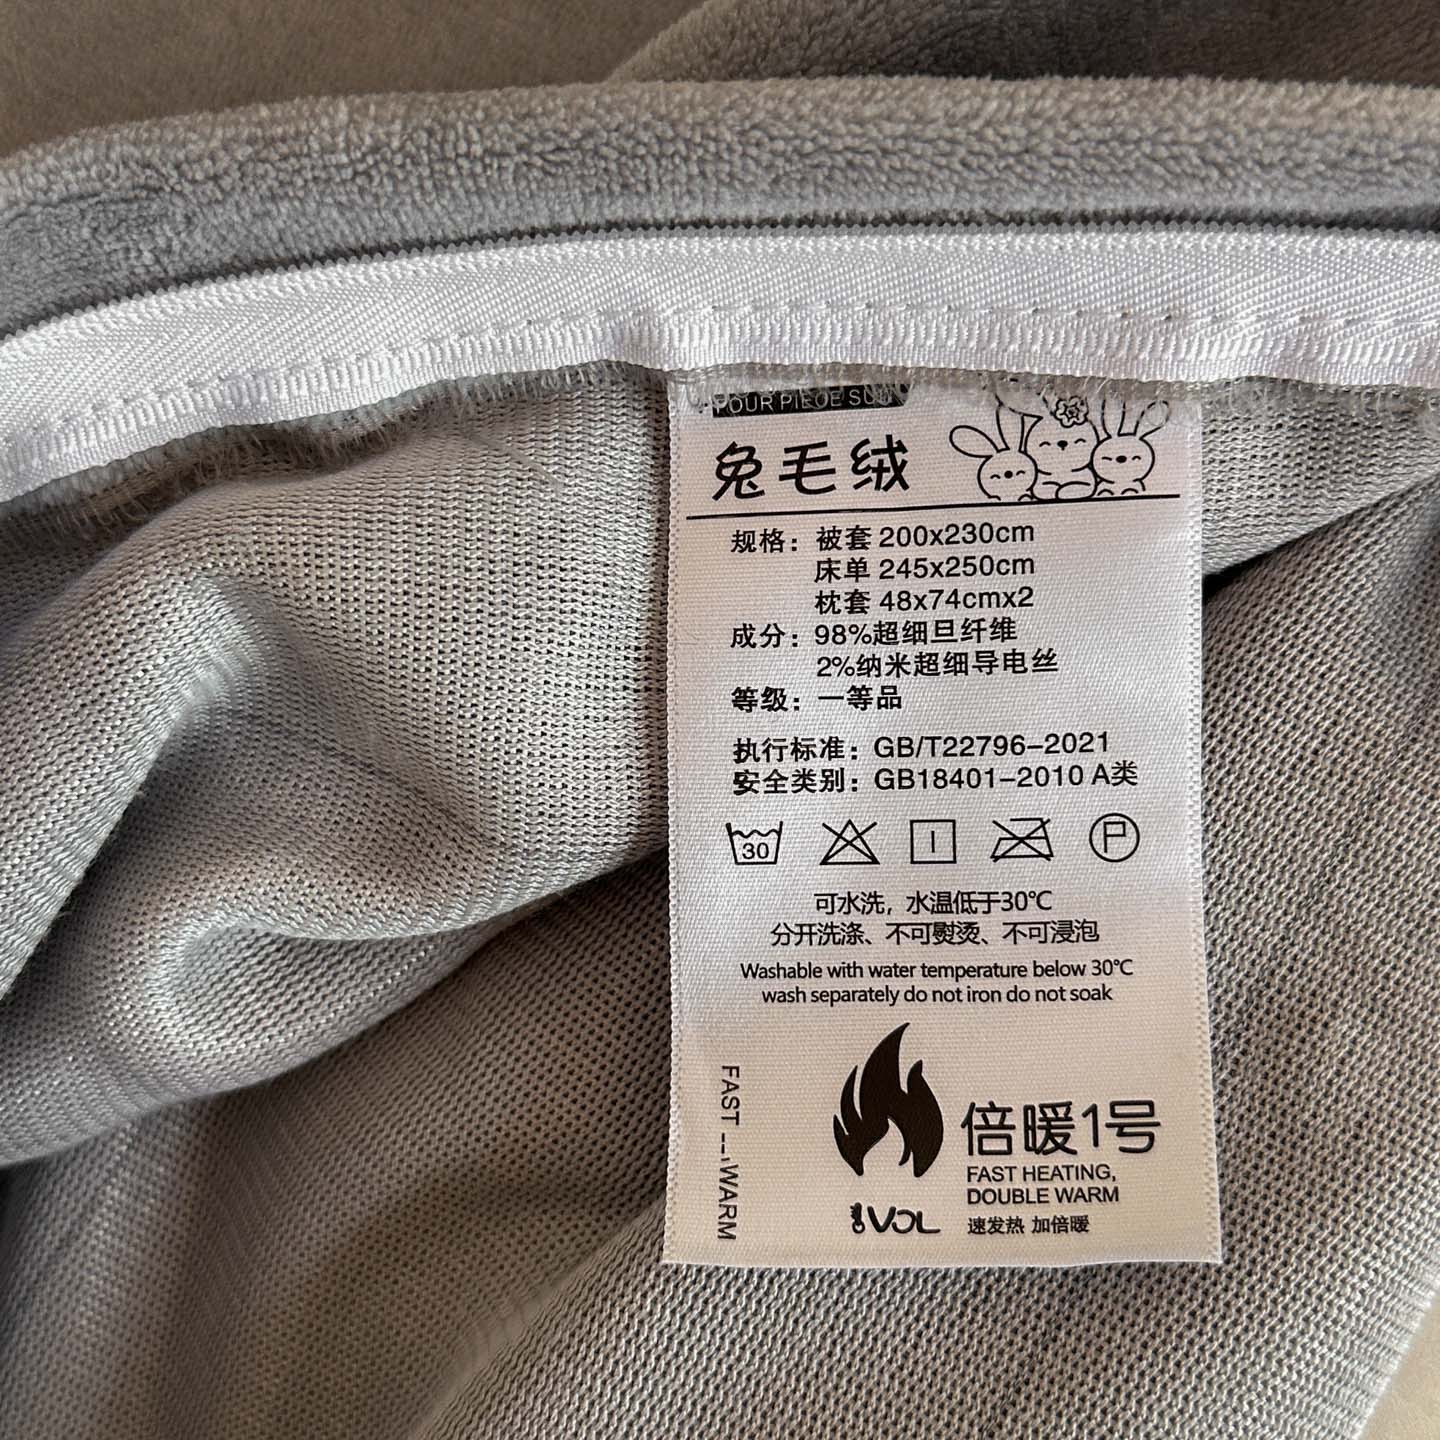 FOUR PIECE SUIT
兔毛绒
规格：被套 200x230cm
床单 245x250cm
枕套 48x74cmx2
成分：98%超细旦纤维
2%纳米超细导电丝
等级：一等品
执行标准：GB/T22796-2021
安全类别：GB18401-2010 A类
30
P
可水洗，水温低于30℃
分开洗涤、不可熨烫、不可浸泡
Washable with water temperature below 30℃
wash separately do not iron do not soak
FAST --,WARM
倍暖1号
FAST HEATING,
DOUBLE WARM
VOL
速发热 加倍暖